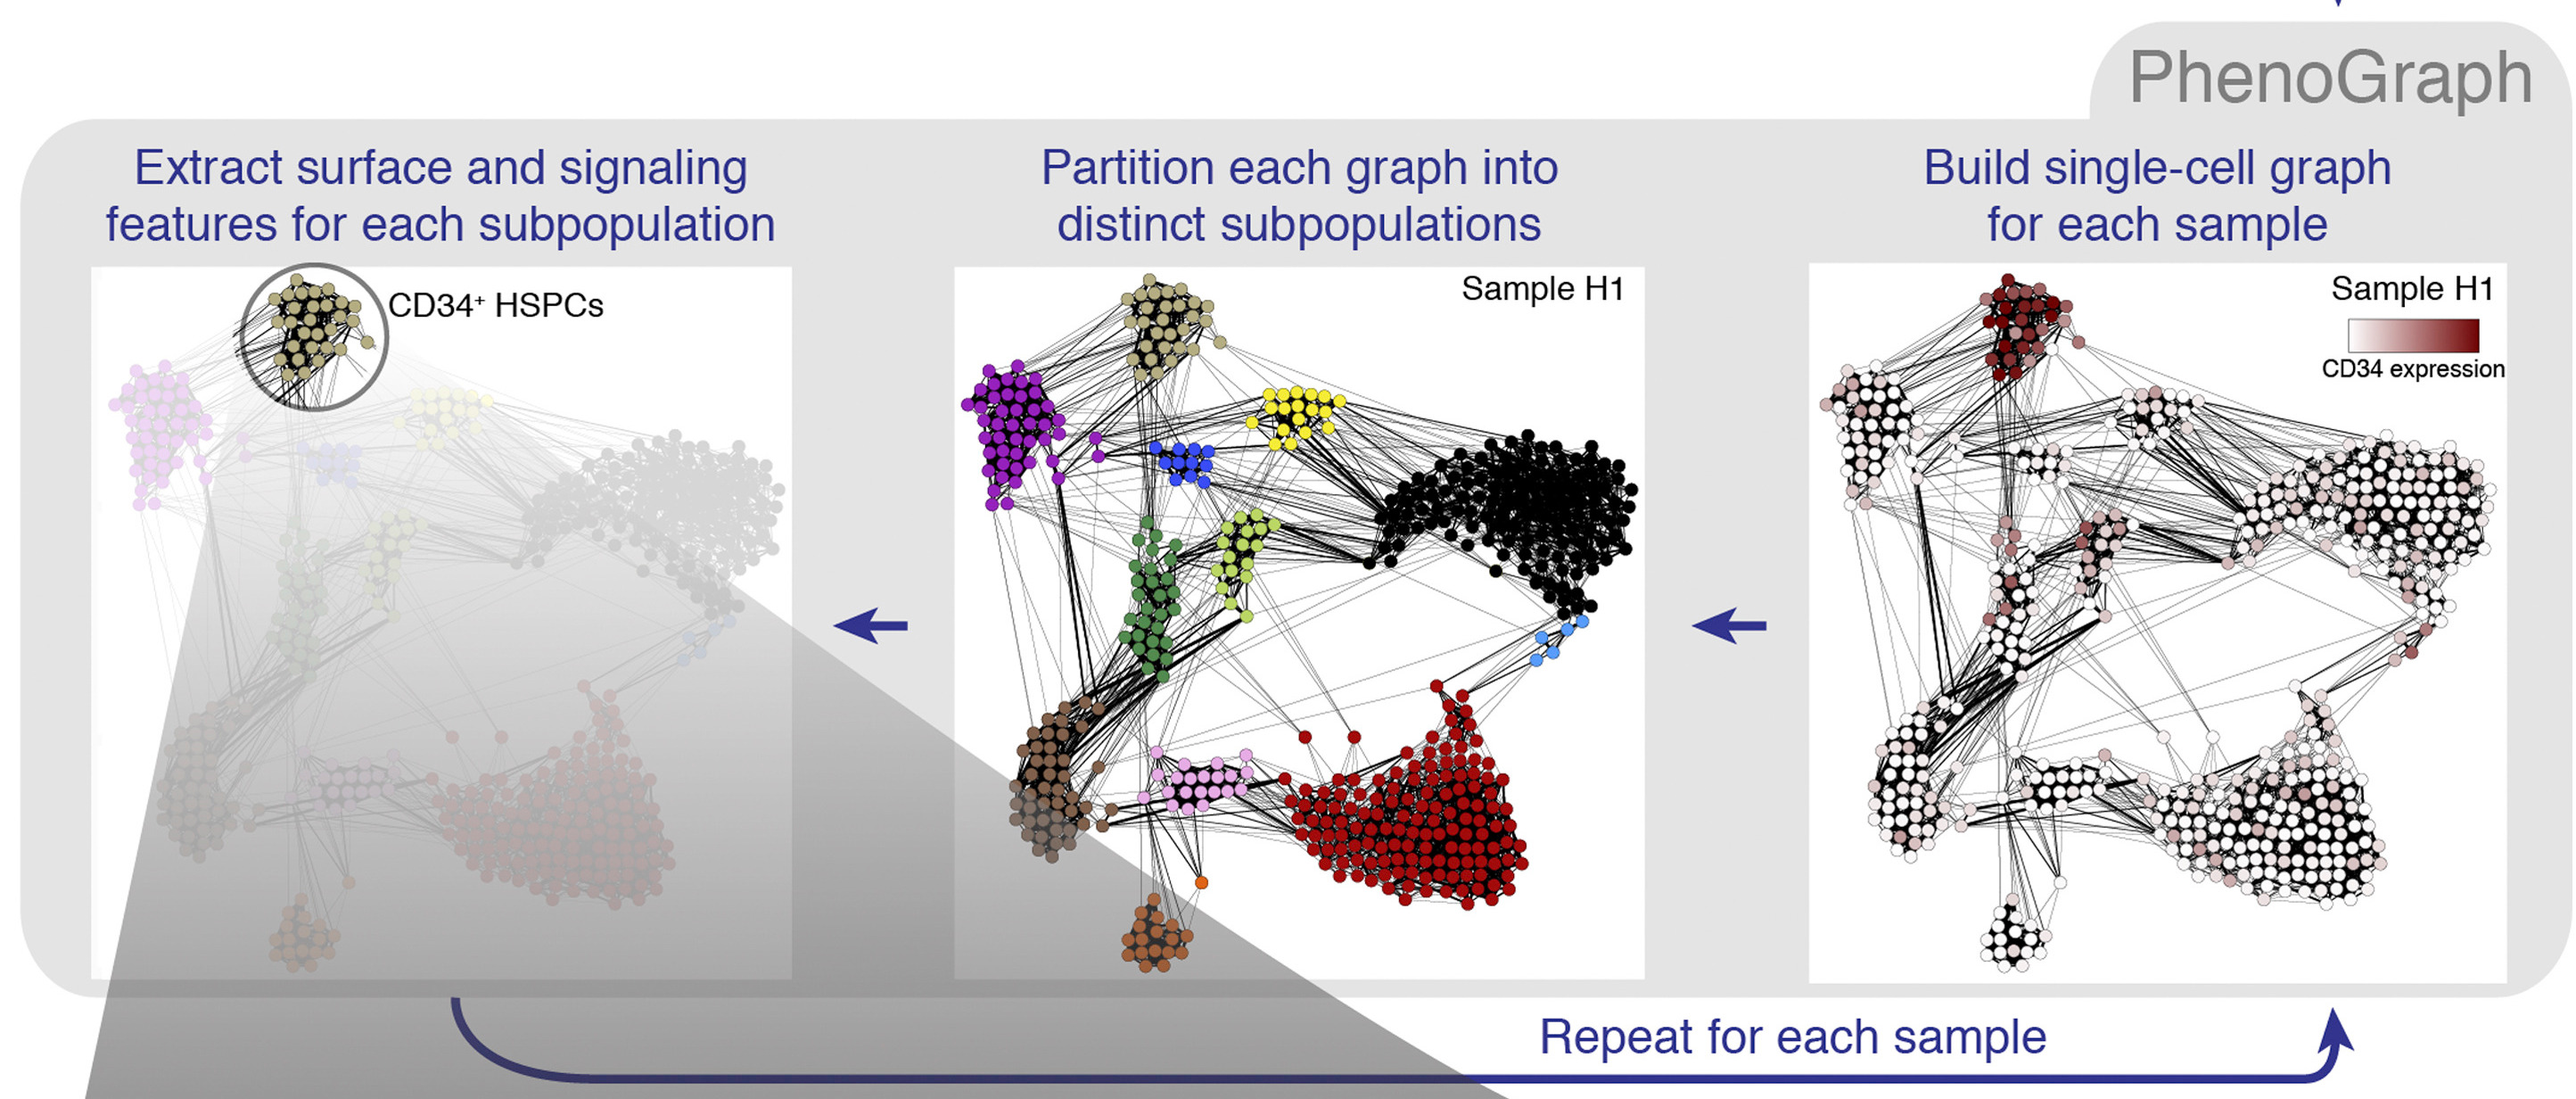 PhenoGraph
Extract surface and signaling
features for each subpopulation
CD34⁺ HSPCs
Partition each graph into
distinct subpopulations
Sample H1
Build single-cell graph
for each sample
Sample H1
CD34 expression
Repeat for each sample